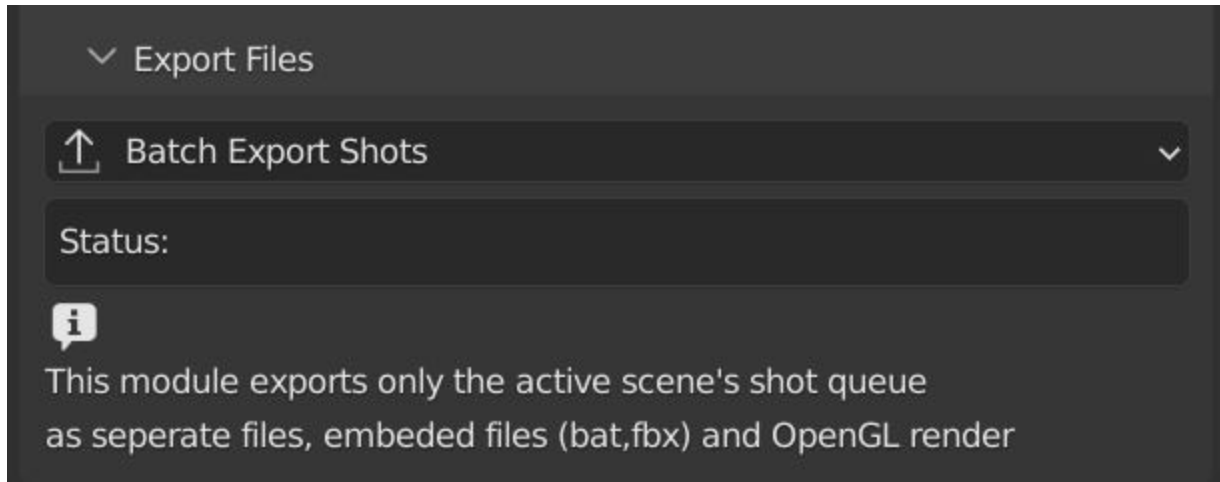 Export Files
Batch Export Shots
Status:
This module exports only the active scene's shot queue
as seperate files, embeded files (bat,fbx) and OpenGL render